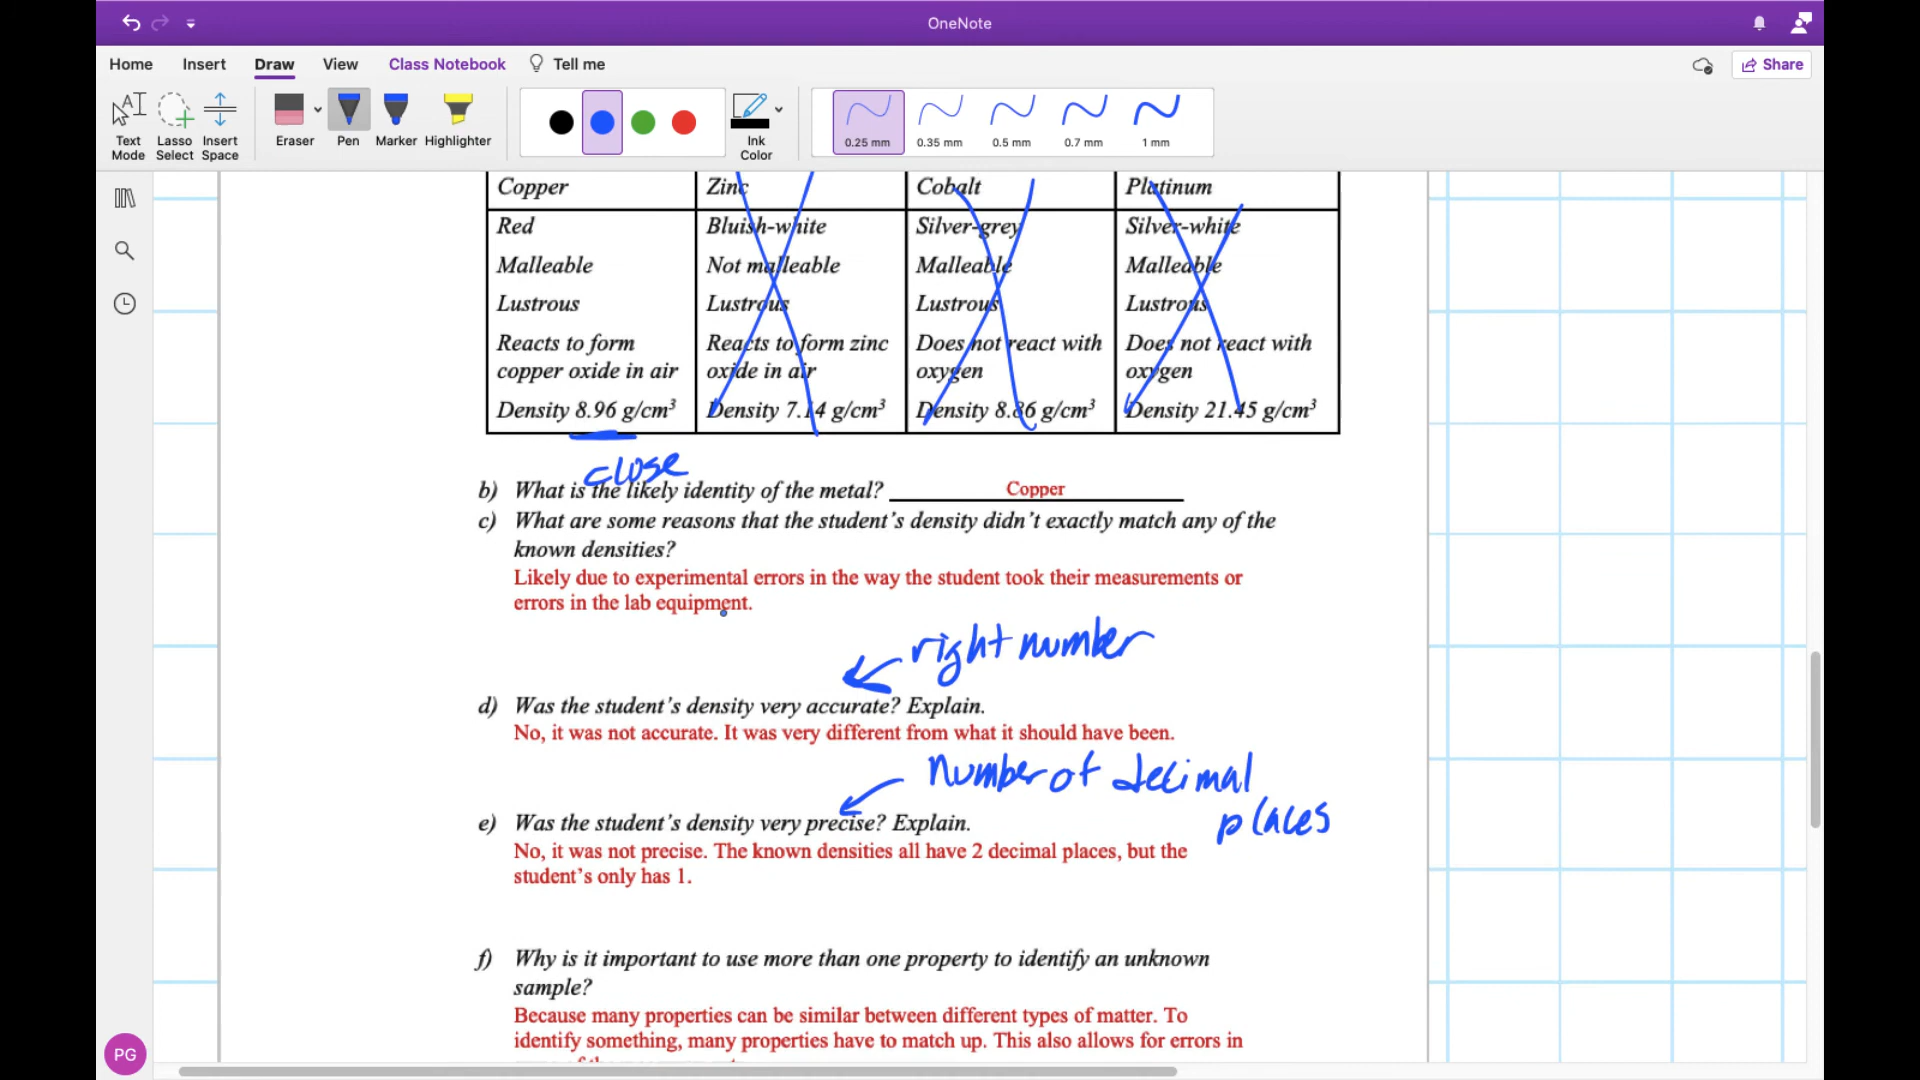 OneNote
Home Insert Draw View Class Notebook Tell me
Share
Text Mode
Lasso Select
Insert Space
Eraser
Pen
Marker
Highlighter
Ink Color
0.25 mm
0.35 mm
0.5 mm
0.7 mm
1 mm
Copper Zinc Cobalt Platinum
Red Bluish-white Silver-grey Silver-white
Malleable Not malleable Malleable Malleable
Lustrous Lustrous Lustrous Lustrous
Reacts to form Reacts to form zinc Does not react with Does not react with
copper oxide in air oxide in air oxygen oxygen
Density 8.96 g/cm³ Density 7.14 g/cm³ Density 8.86 g/cm³ Density 21.45 g/cm³
close
b) What is the likely identity of the metal? Copper
c) What are some reasons that the student's density didn't exactly match any of the
known densities?
Likely due to experimental errors in the way the student took their measurements or
errors in the lab equipment.
right number
d) Was the student's density very accurate? Explain.
No, it was not accurate. It was very different from what it should have been.
Number of decimal
places
e) Was the student's density very precise? Explain.
No, it was not precise. The known densities all have 2 decimal places, but the
student's only has 1.
f) Why is it important to use more than one property to identify an unknown
sample?
Because many properties can be similar between different types of matter. To
identify something, many properties have to match up. This also allows for errors in
PG